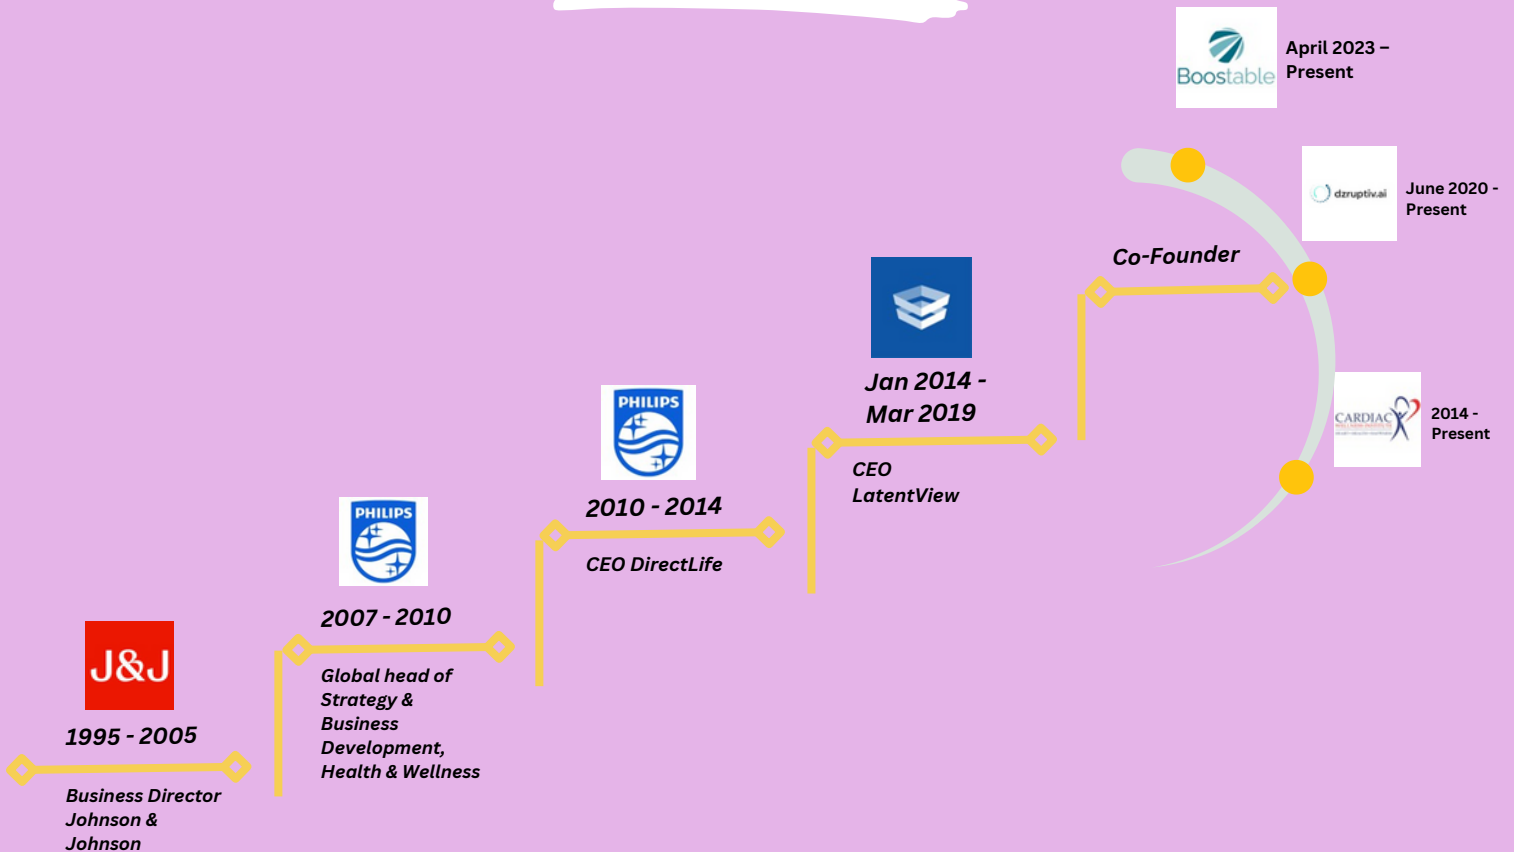 Boostable
April 2023 –
Present
dzruptiv.ai
June 2020 -
Present
Co-Founder
CARDIAC
2014 -
Present
Jan 2014 -
Mar 2019
CEO
LatentView
PHILIPS
2010 - 2014
CEO DirectLife
PHILIPS
2007 - 2010
Global head of
Strategy &
Business
Development,
Health & Wellness
J&J
1995 - 2005
Business Director
Johnson &
Johnson